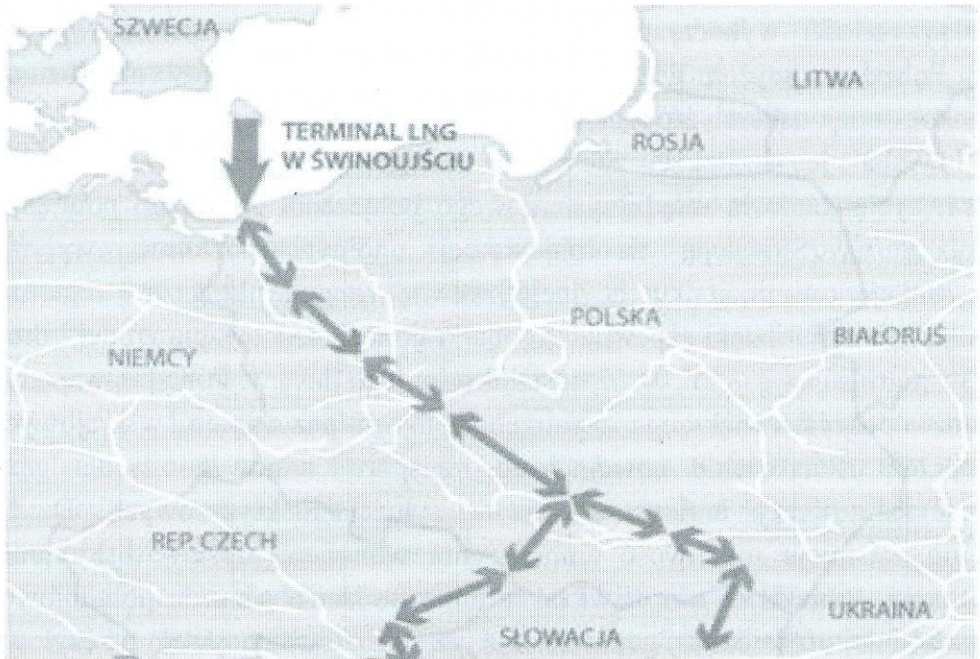 SZWECJA
LITWA
TERMINAL LNG
W ŚWINOUJŚCIU
ROSJA
POLSKA
BIAŁORUŚ
NIEMCY
REP. CZECH
UKRAINA
SŁOWACJA